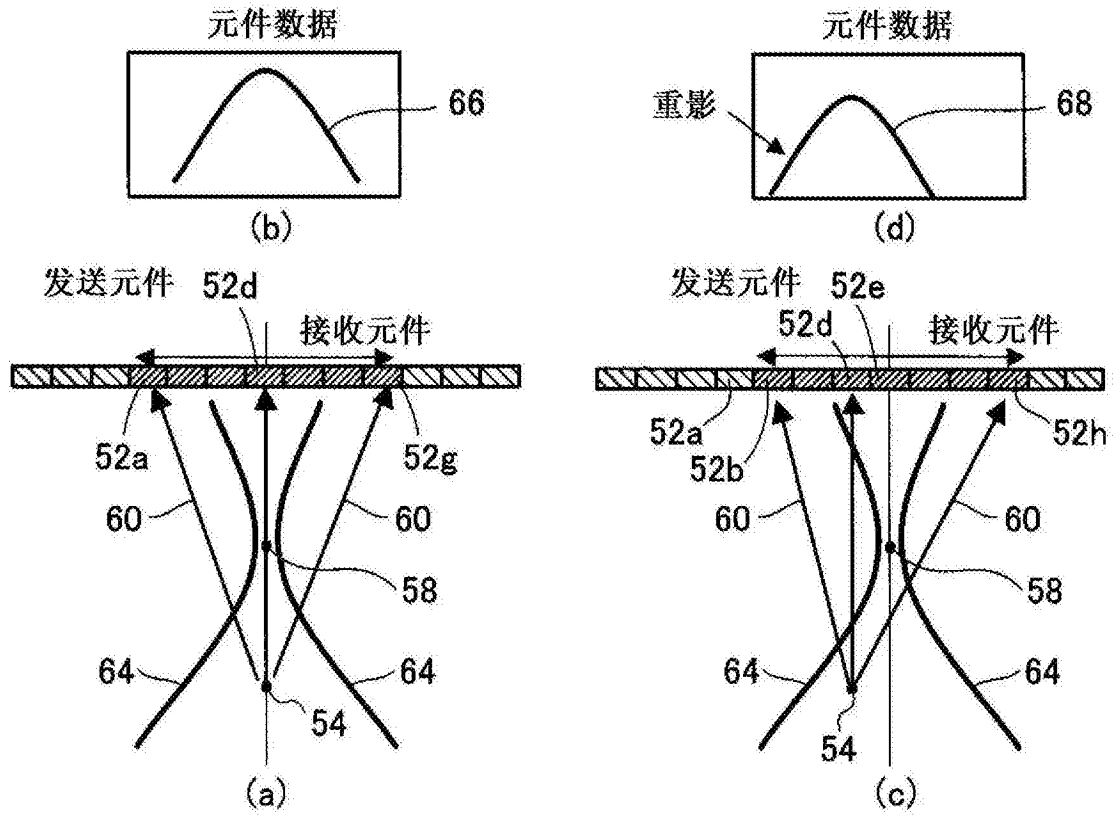 元件数据
66
(b)
元件数据
重影
68
(d)
发送元件
52d
接收元件
52a
52g
60
60
58
64
64
54
(a)
发送元件
52e
52d
接收元件
52a
52b
52h
60
60
58
64
64
54
(c)